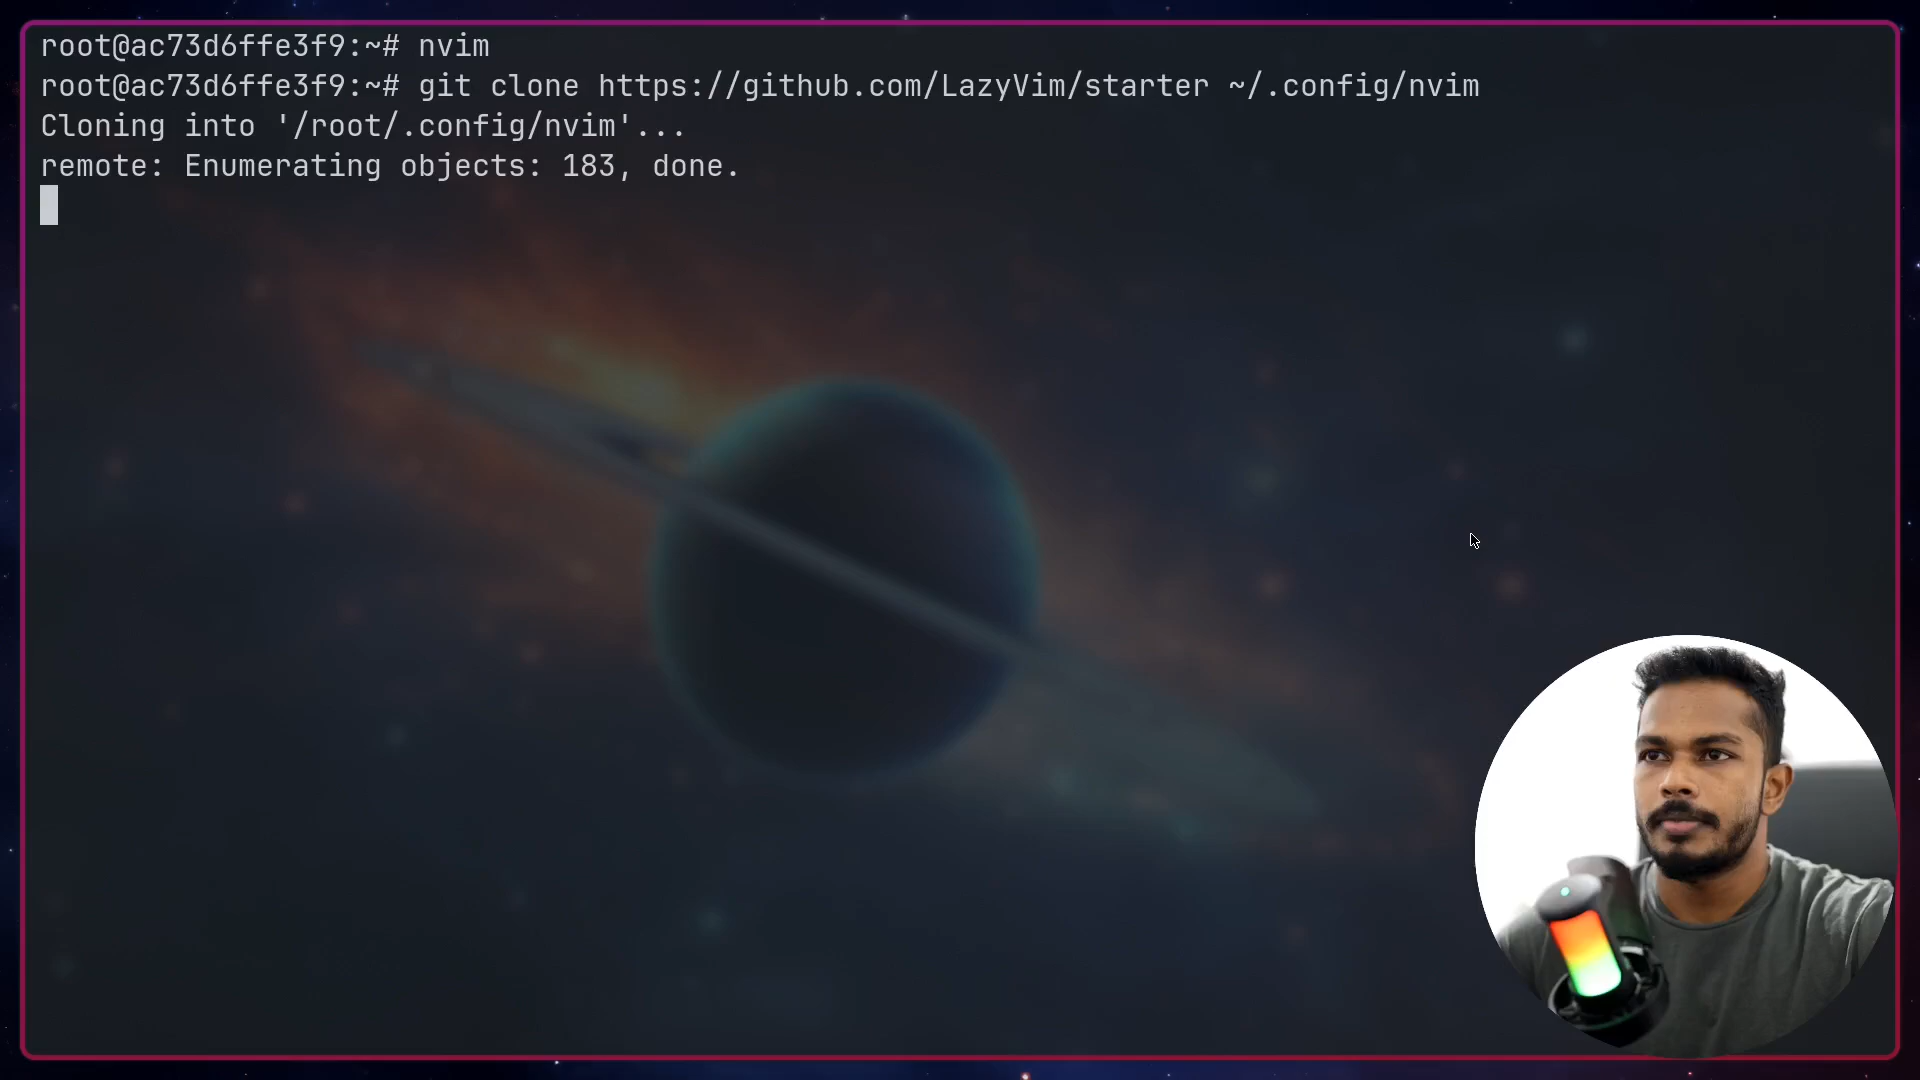 root@ac73d6ffe3f9:~# nvim
root@ac73d6ffe3f9:~# git clone https://github.com/LazyVim/starter ~/.config/nvim
Cloning into '/root/.config/nvim'...
remote: Enumerating objects: 183, done.